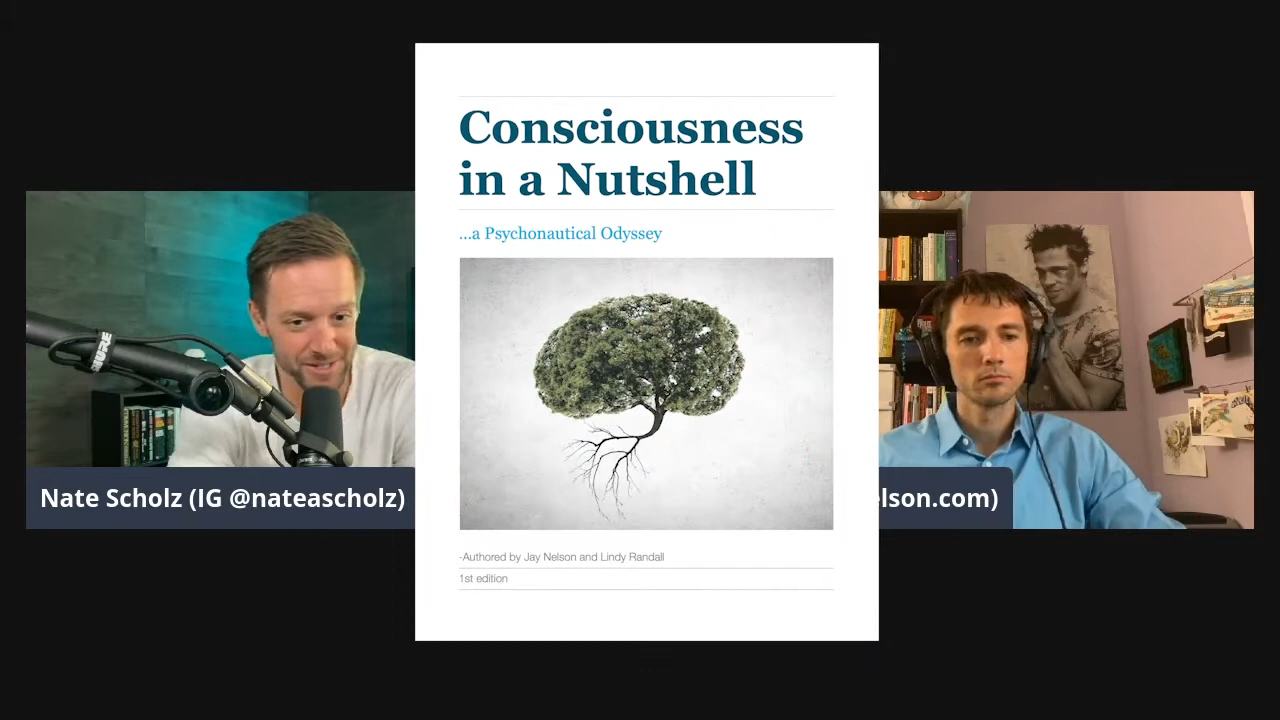 Consciousness
in a Nutshell
...a Psychonautical Odyssey
SHURE
Nate Scholz (IG @nateascholz)
elson.com)
-Authored by Jay Nelson and Lindy Randall
1st edition